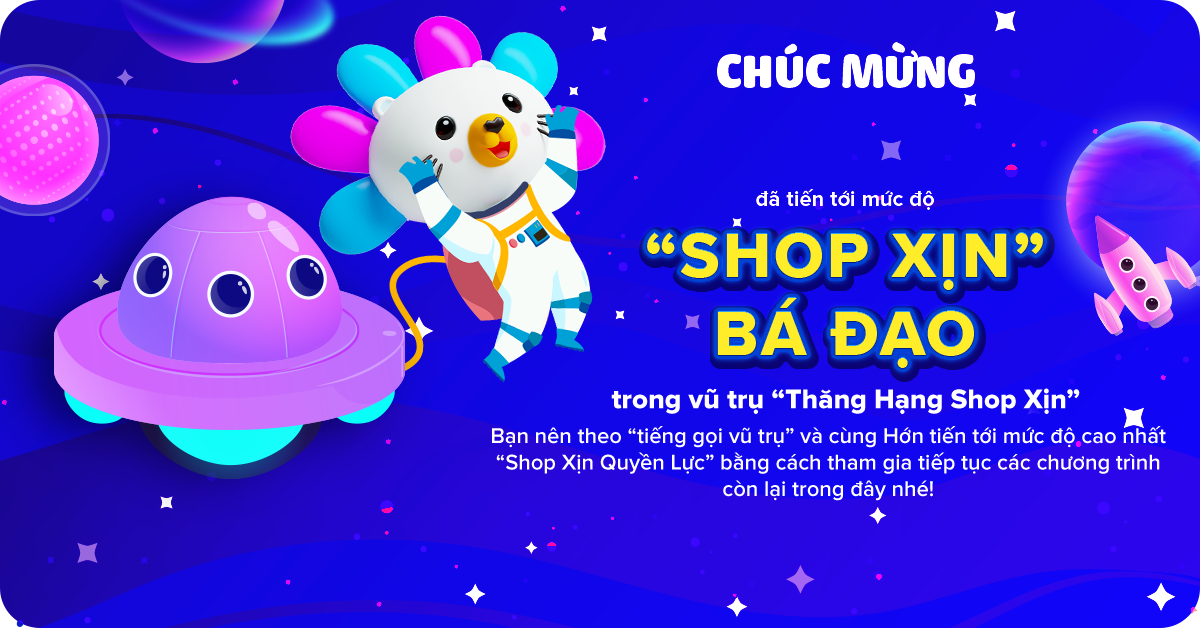 CHÚC MỪNG
đã tiến tới mức độ
“SHOP XỊN”
BÁ ĐẠO
trong vũ trụ “Thăng Hạng Shop Xịn”
Bạn nên theo “tiếng gọi vũ trụ” và cùng Hớn tiến tới mức độ cao nhất
“Shop Xịn Quyền Lực” bằng cách tham gia tiếp tục các chương trình
còn lại trong đây nhé!